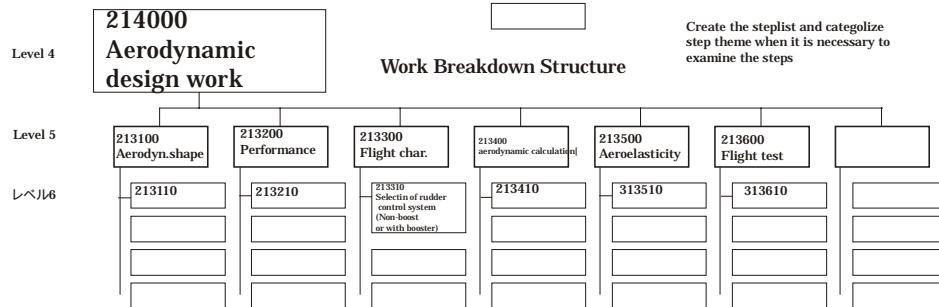 214000
Aerodynamic
design work
Level 4
Work Breakdown Structure
Create the steplist and categolize
step theme when it is necessary to
examine the steps
Level 5
213100
Aerodyn.shape
213200
Performance
213300
Flight char.
213400
aerodynamic calculation|
213500
Aeroelasticity
213600
Flight test
レベル6
213110
213210
213310
Selectin of rudder
control system
(Non-boost
or with booster)
213410
313510
313610